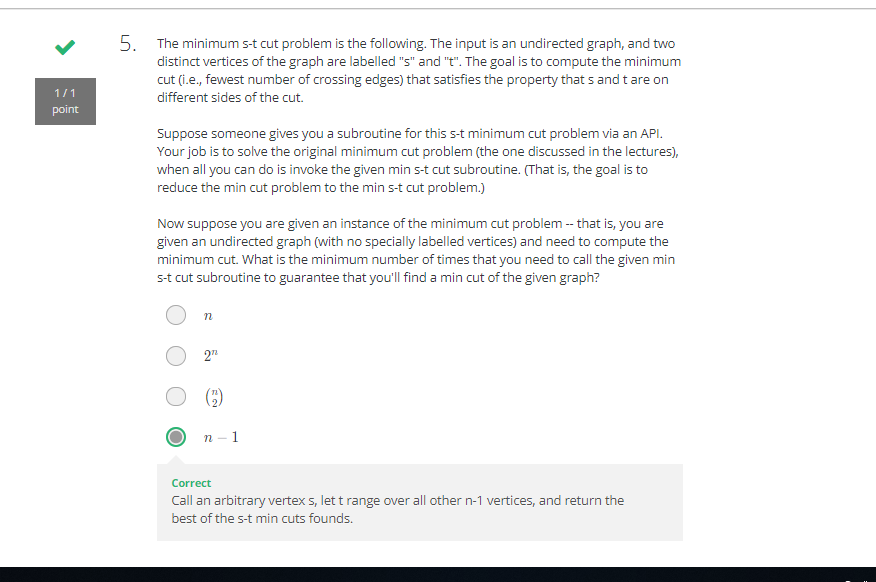 5.
1 / 1
point
The minimum s-t cut problem is the following. The input is an undirected graph, and two
distinct vertices of the graph are labelled "s" and "t". The goal is to compute the minimum
cut (i.e., fewest number of crossing edges) that satisfies the property that s and t are on
different sides of the cut.
Suppose someone gives you a subroutine for this s-t minimum cut problem via an API.
Your job is to solve the original minimum cut problem (the one discussed in the lectures),
when all you can do is invoke the given min s-t cut subroutine. (That is, the goal is to
reduce the min cut problem to the min s-t cut problem.)
Now suppose you are given an instance of the minimum cut problem -- that is, you are
given an undirected graph (with no specially labelled vertices) and need to compute the
minimum cut. What is the minimum number of times that you need to call the given min
s-t cut subroutine to guarantee that you'll find a min cut of the given graph?
n
2ⁿ
(n 2)
n − 1
Correct
Call an arbitrary vertex s, let t range over all other n-1 vertices, and return the
best of the s-t min cuts founds.